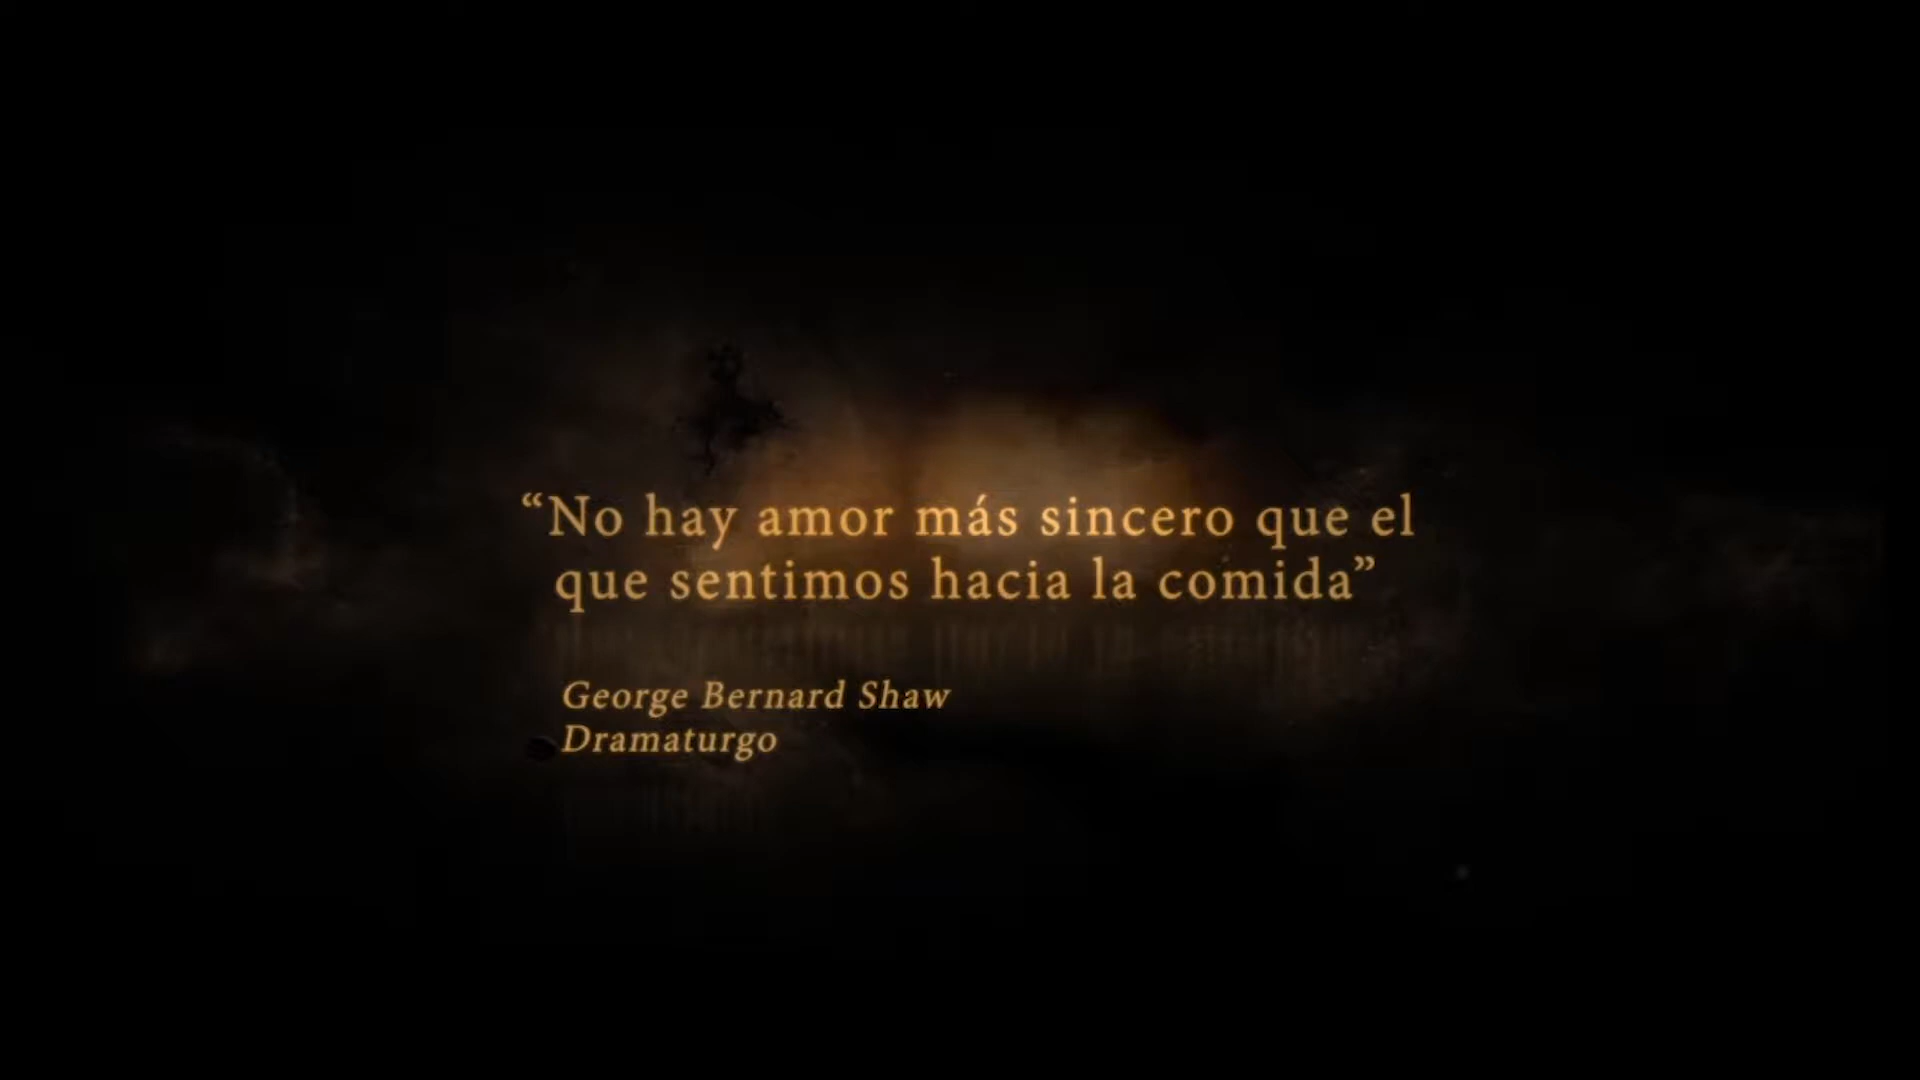 “No hay amor más sincero que el
que sentimos hacia la comida”
George Bernard Shaw
Dramaturgo